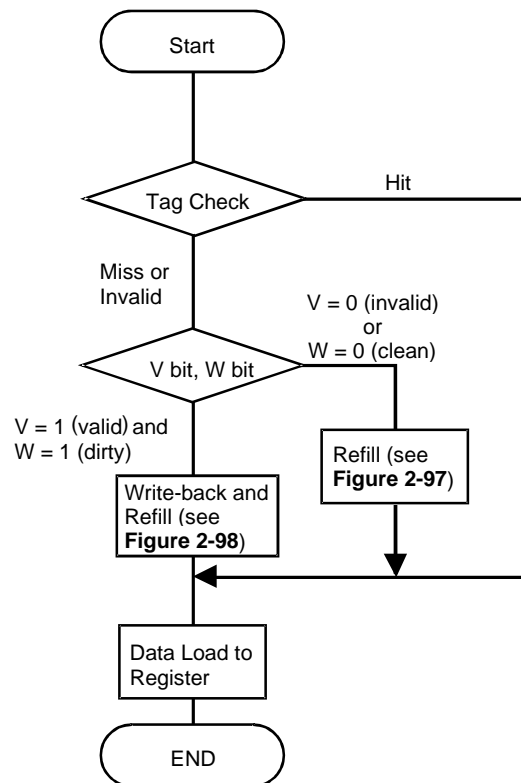 Start
Tag Check
Hit
Miss or
Invalid
V = 0 (invalid)
or
W = 0 (clean)
V bit, W bit
V = 1 (valid) and
W = 1 (dirty)
Refill (see
Figure 2-97)
Write-back and
Refill (see
Figure 2-98)
Data Load to
Register
END